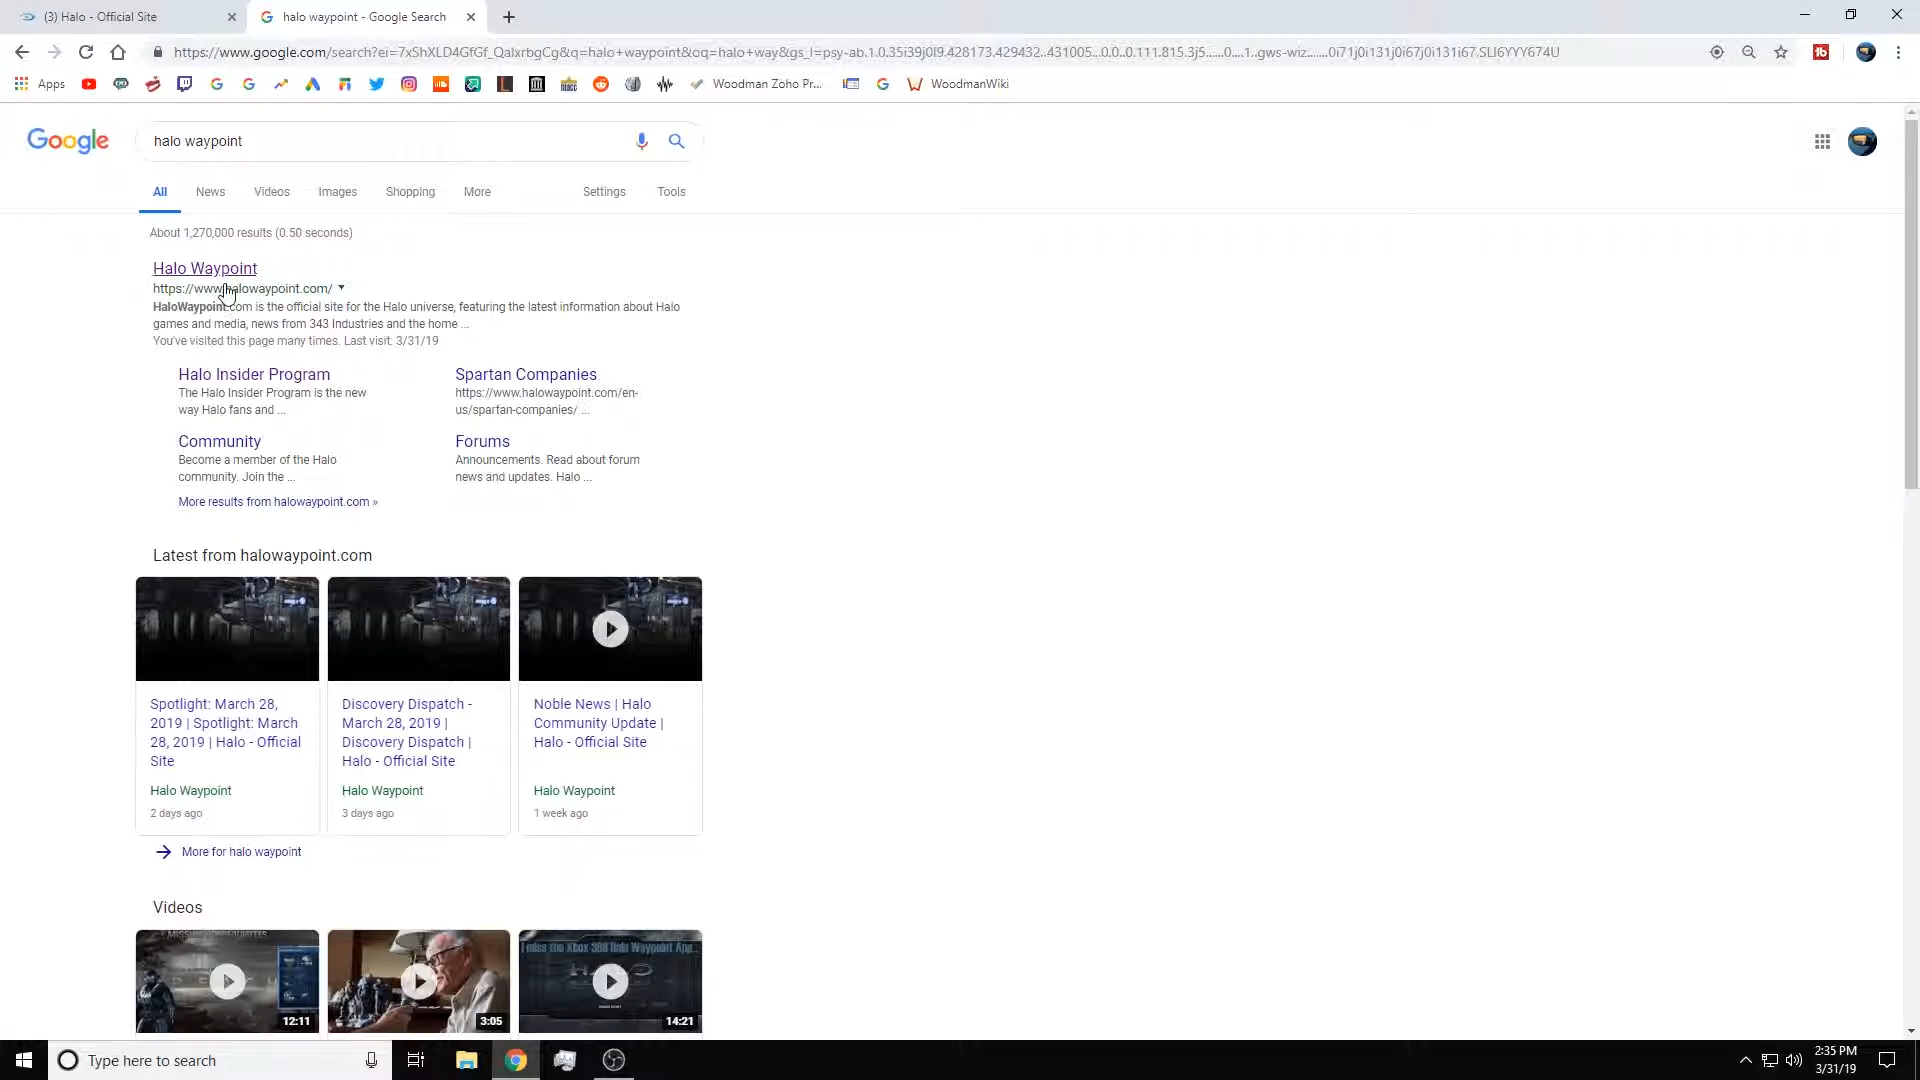 (3) Halo - Official Site
halo waypoint - Google Search
https://www.google.com/search?ei=7xShXLD4GfGf_QalxrbgCg&q=halo+waypoint&oq=halo+way&gs_l=psy-ab.1.0.35i39j0l9.428173.429432..431005...0.0..0.111.815.3j5......0....1..gws-wiz.......0i71j0i131j0i67j0i131i67.SLI6YYY674U
Apps
Woodman Zoho Pr...
WoodmanWiki
Google
halo waypoint
All News Videos Images Shopping More Settings Tools
About 1,270,000 results (0.50 seconds)
Halo Waypoint
https://www.halowaypoint.com/
HaloWaypoint.com is the official site for the Halo universe, featuring the latest information about Halo
games and media, news from 343 Industries and the home ...
You've visited this page many times. Last visit: 3/31/19
Halo Insider Program
The Halo Insider Program is the new
way Halo fans and ...
Spartan Companies
https://www.halowaypoint.com/en-
us/spartan-companies/ ...
Community
Become a member of the Halo
community. Join the ...
Forums
Announcements. Read about forum
news and updates. Halo ...
More results from halowaypoint.com »
Latest from halowaypoint.com
Spotlight: March 28,
2019 | Spotlight: March
28, 2019 | Halo - Official
Site
Halo Waypoint
2 days ago
Discovery Dispatch -
March 28, 2019 |
Discovery Dispatch |
Halo - Official Site
Halo Waypoint
3 days ago
Noble News | Halo
Community Update |
Halo - Official Site
Halo Waypoint
1 week ago
More for halo waypoint
Videos
12:11
3:05
I miss the Xbox 360 Halo Waypoint App...
HALO
14:21
Type here to search
2:35 PM
3/31/19